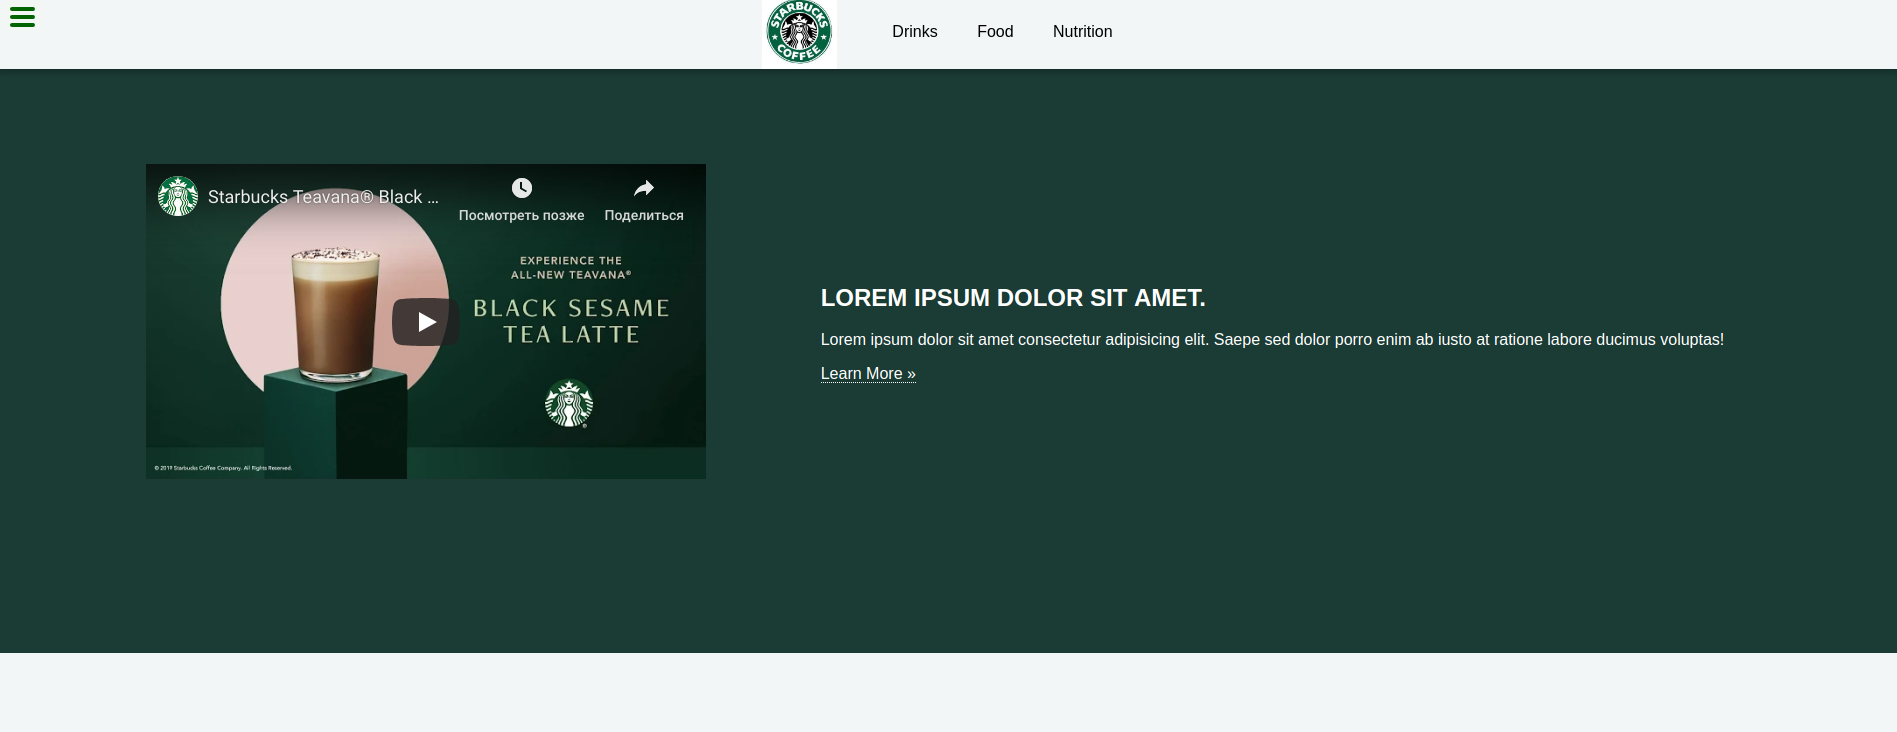 STARBUCKS
COFFEE
Drinks
Food
Nutrition
Starbucks Teavana® Black ...
Посмотреть позже
Поделиться
EXPERIENCE THE
ALL-NEW TEAVANA®
BLACK SESAME
TEA LATTE
© 2019 Starbucks Coffee Company. All Rights Reserved.
LOREM IPSUM DOLOR SIT AMET.
Lorem ipsum dolor sit amet consectetur adipisicing elit. Saepe sed dolor porro enim ab iusto at ratione labore ducimus voluptas!
Learn More »